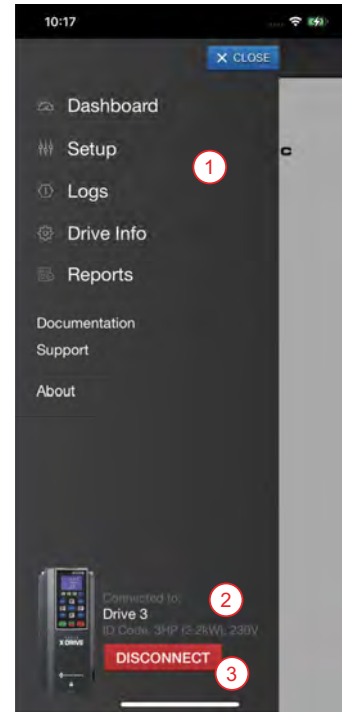 10:17
X CLOSE
Dashboard
Setup
C
1
Logs
Drive Info
Reports
Documentation
Support
About
Connected to:
2
Drive 3
ID Code: 3HP (2.2kW), 230V
X DRIVE
DISCONNECT
3